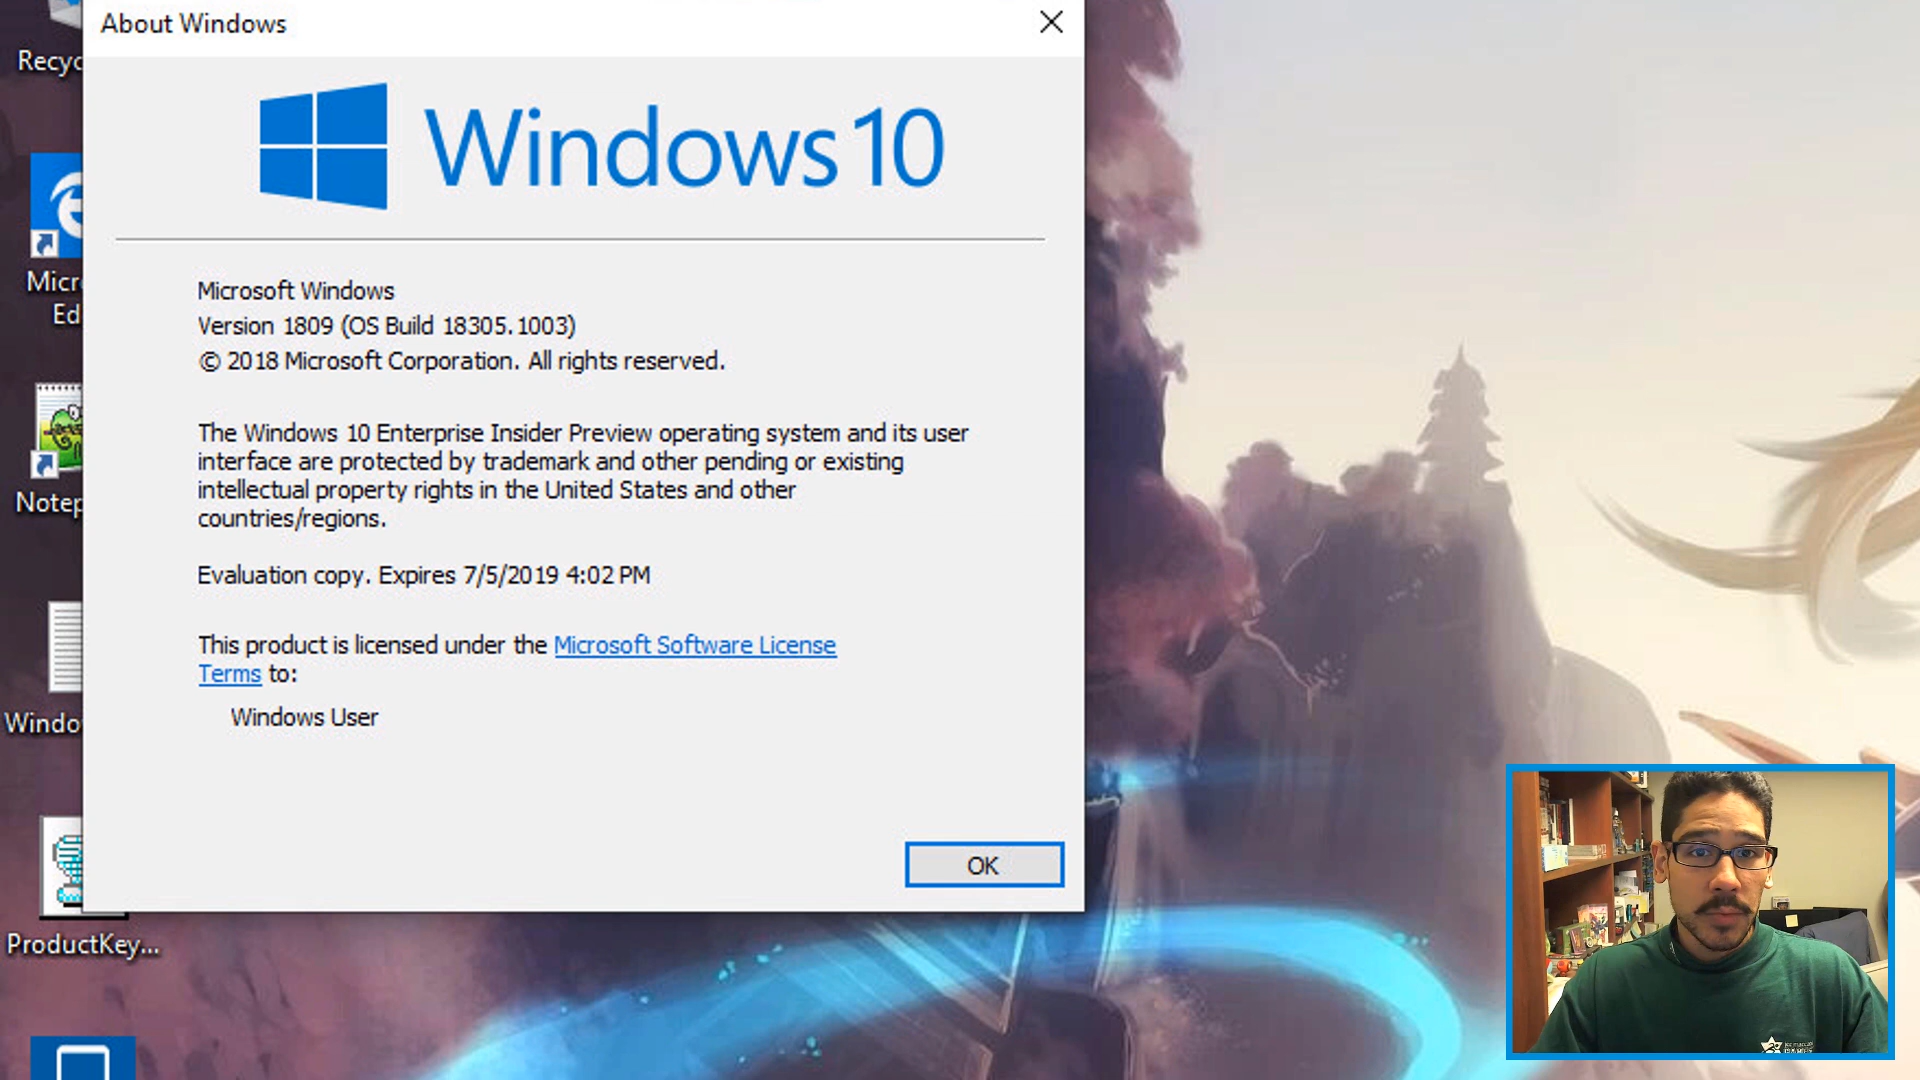 About Windows
Recyc
Windows 10
Micr
Ed
Microsoft Windows
Version 1809 (OS Build 18305.1003)
© 2018 Microsoft Corporation. All rights reserved.
The Windows 10 Enterprise Insider Preview operating system and its user
interface are protected by trademark and other pending or existing
intellectual property rights in the United States and other
countries/regions.
Notep
Evaluation copy. Expires 7/5/2019 4:02 PM
This product is licensed under the Microsoft Software License
Terms to:
Windows User
Windo
OK
ProductKey...